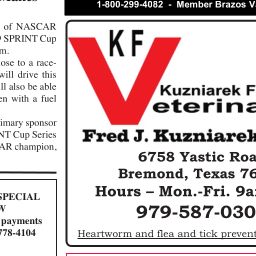 1-800-299-4082 - Member Brazos V
of NASCAR
SPRINT Cup
ose to a race-
will drive this
ll also be able
en with a fuel
imary sponsor
NT Cup Series
AR champion,
SPECIAL
W
payments
778-4104
K F
Kuzniarek F
Veterina
Fred J. Kuzniarek
6758 Yastic Roa
Bremond, Texas 76
Hours – Mon.-Fri. 9a
979-587-030
Heartworm and flea and tick prevent